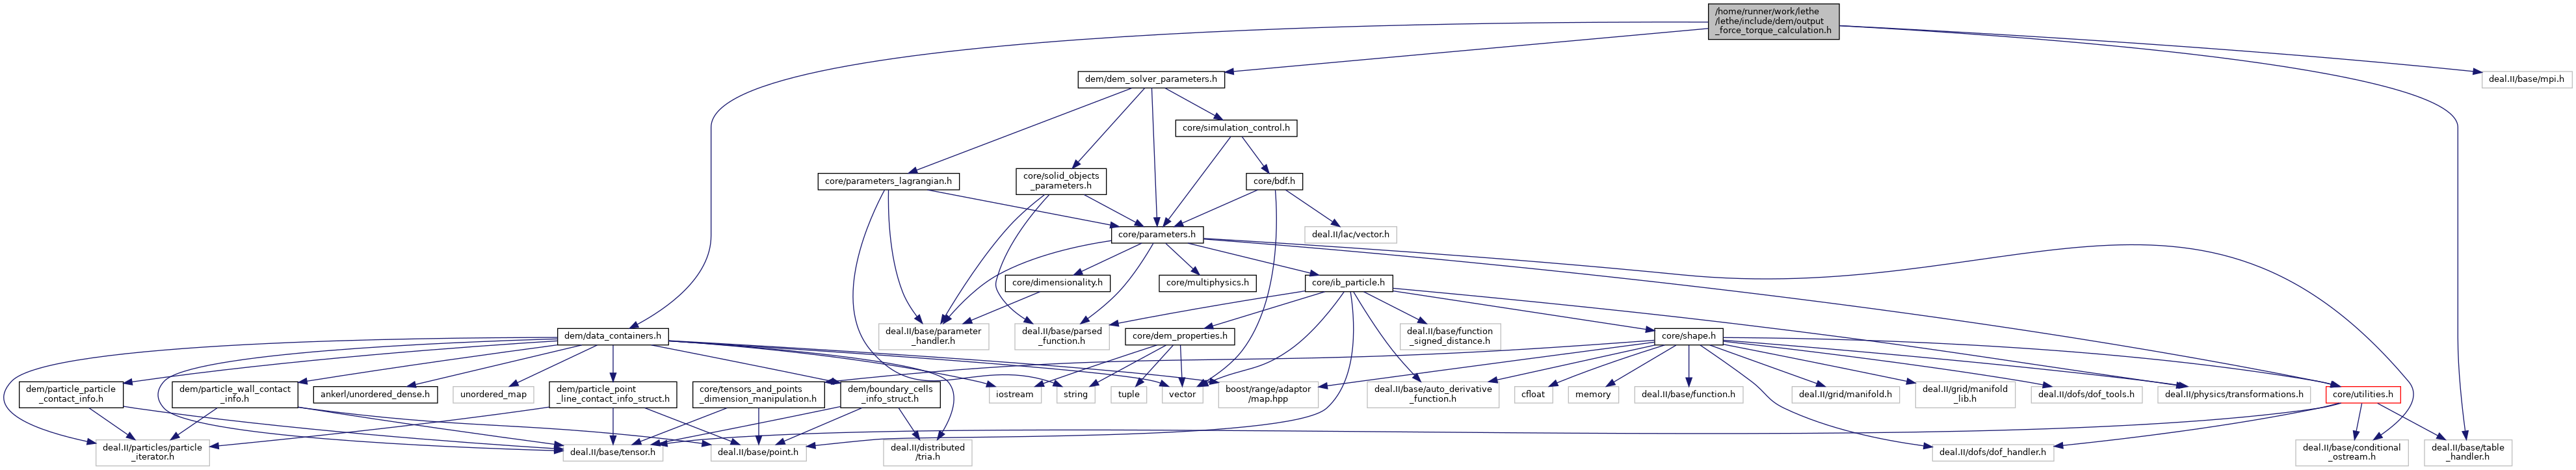 /home/runner/work/lethe
/lethe/include/dem/output
_force_torque_calculation.h
dem/dem_solver_parameters.h
deal.II/base/mpi.h
core/simulation_control.h
core/parameters_lagrangian.h
core/solid_objects
_parameters.h
core/bdf.h
core/parameters.h
deal.II/lac/vector.h
core/dimensionality.h
core/multiphysics.h
core/ib_particle.h
dem/data_containers.h
deal.II/base/parameter
_handler.h
deal.II/base/parsed
_function.h
core/dem_properties.h
deal.II/base/function
_signed_distance.h
core/shape.h
dem/particle_particle
_contact_info.h
dem/particle_wall_contact
_info.h
ankerl/unordered_dense.h
unordered_map
dem/particle_point
_line_contact_info_struct.h
core/tensors_and_points
_dimension_manipulation.h
dem/boundary_cells
_info_struct.h
iostream
string
tuple
vector
boost/range/adaptor
/map.hpp
deal.II/base/auto_derivative
_function.h
cfloat
memory
deal.II/base/function.h
deal.II/grid/manifold.h
deal.II/grid/manifold
_lib.h
deal.II/dofs/dof_tools.h
deal.II/physics/transformations.h
core/utilities.h
deal.II/particles/particle
_iterator.h
deal.II/base/tensor.h
deal.II/base/point.h
deal.II/distributed
/tria.h
deal.II/dofs/dof_handler.h
deal.II/base/conditional
_ostream.h
deal.II/base/table
_handler.h